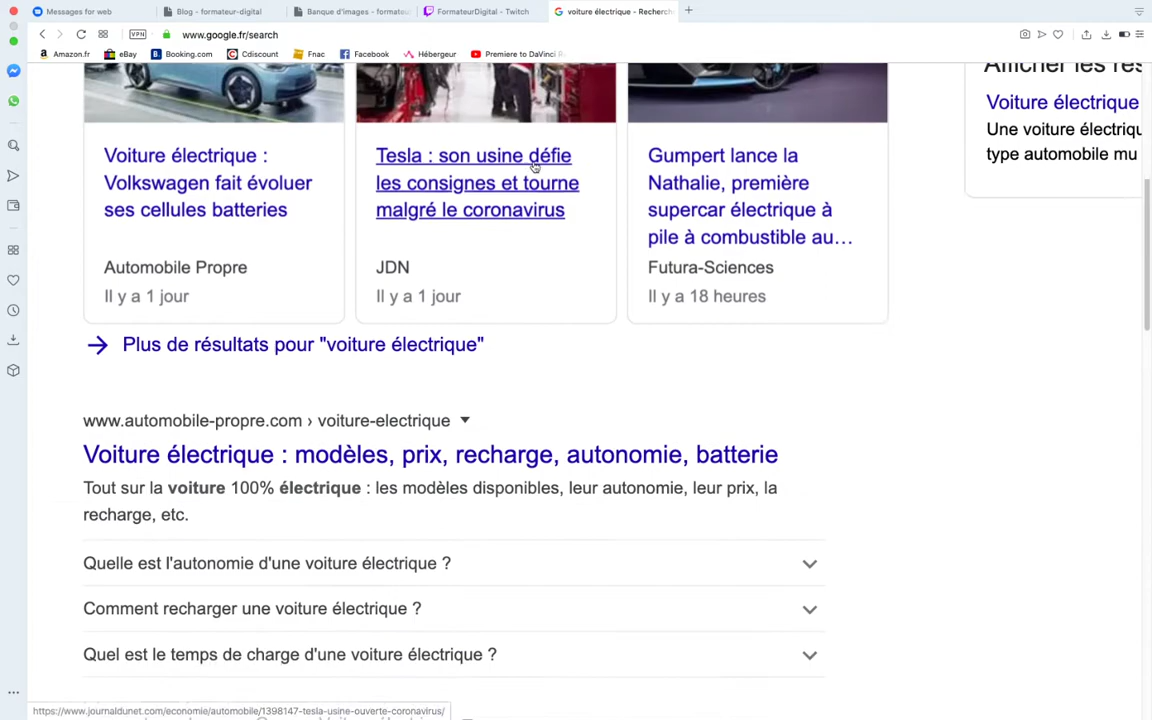 Messages for web
Blog - formateur-digital
Banque d'images - formateu
FormateurDigital - Twitch
voiture électrique - Recherch
VPN
www.google.fr/search
Amazon.fr
eBay
Booking.com
Cdiscount
Fnac
Facebook
Hébergeur
Premiere to DaVinci R
Afficher les rés
Voiture électrique
Une voiture électriqu
type automobile mu
Voiture électrique :
Volkswagen fait évoluer
ses cellules batteries
Automobile Propre
Il y a 1 jour
Tesla : son usine défie
les consignes et tourne
malgré le coronavirus
JDN
Il y a 1 jour
Gumpert lance la
Nathalie, première
supercar électrique à
pile à combustible au…
Futura-Sciences
Il y a 18 heures
Plus de résultats pour "voiture électrique"
www.automobile-propre.com › voiture-electrique
Voiture électrique : modèles, prix, recharge, autonomie, batterie
Tout sur la voiture 100% électrique : les modèles disponibles, leur autonomie, leur prix, la
recharge, etc.
Quelle est l'autonomie d'une voiture électrique ?
Comment recharger une voiture électrique ?
Quel est le temps de charge d'une voiture électrique ?
https://www.journaldunet.com/economie/automobile/1398147-tesla-usine-ouverte-coronavirus/